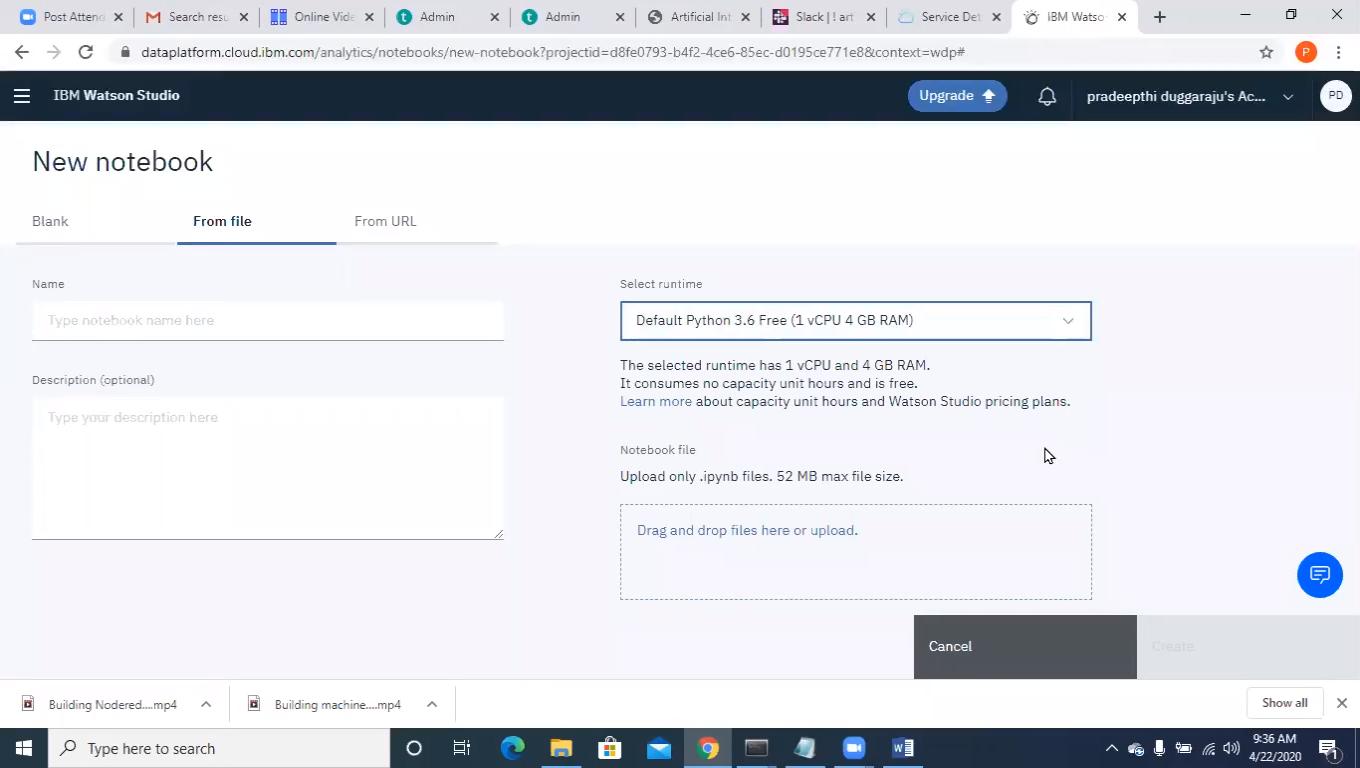 Post Attend
Search resu
Online Vide
Admin
Admin
Artificial Int
Slack | ! art
Service Det
IBM Watso
dataplatform.cloud.ibm.com/analytics/notebooks/new-notebook?projectid=d8fe0793-b4f2-4ce6-85ec-d0195ce771e8&context=wdp#
P
IBM Watson Studio
Upgrade
pradeepthi duggaraju's Ac...
PD
New notebook
Blank
From file
From URL
Name
Type notebook name here
Description (optional)
Type your description here
Select runtime
Default Python 3.6 Free (1 vCPU 4 GB RAM)
The selected runtime has 1 vCPU and 4 GB RAM.
It consumes no capacity unit hours and is free.
Learn more about capacity unit hours and Watson Studio pricing plans.
Notebook file
Upload only .ipynb files. 52 MB max file size.
Drag and drop files here or upload.
Cancel
Create
Building Nodered....mp4
Building machine....mp4
Show all
Type here to search
9:36 AM
4/22/2020
1